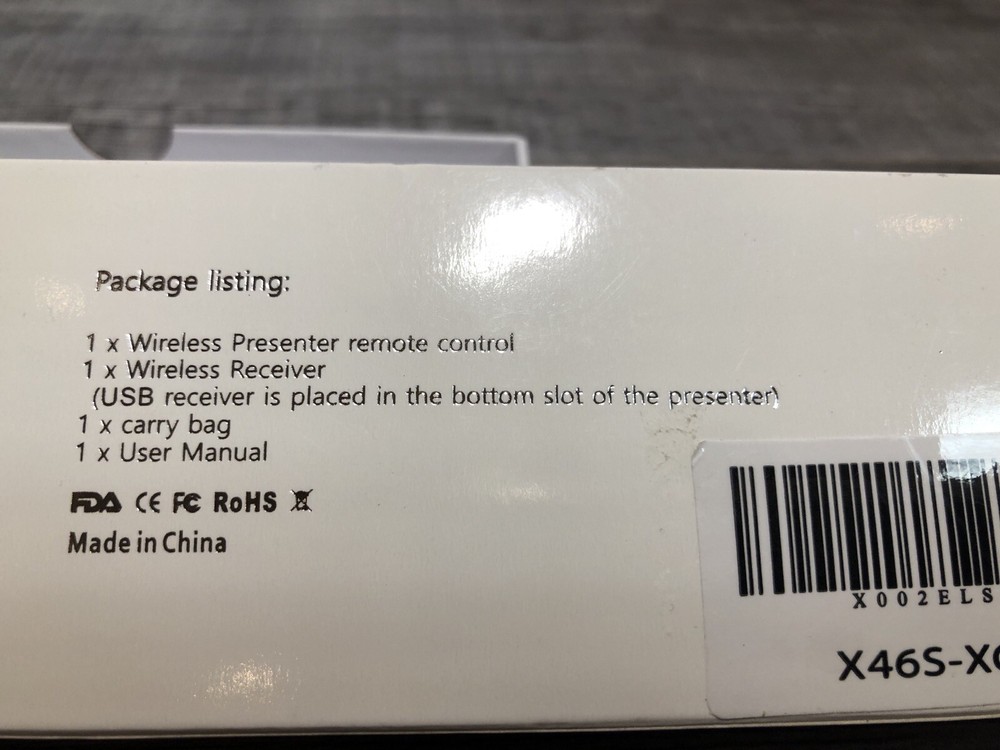 Package listing:
1 x Wireless Presenter remote control
1 x Wireless Receiver
(USB receiver is placed in the bottom slot of the presenter)
1 x carry bag
1 x User Manual
FDA CE FC RoHS
Made in China
X002ELS
X46S-X